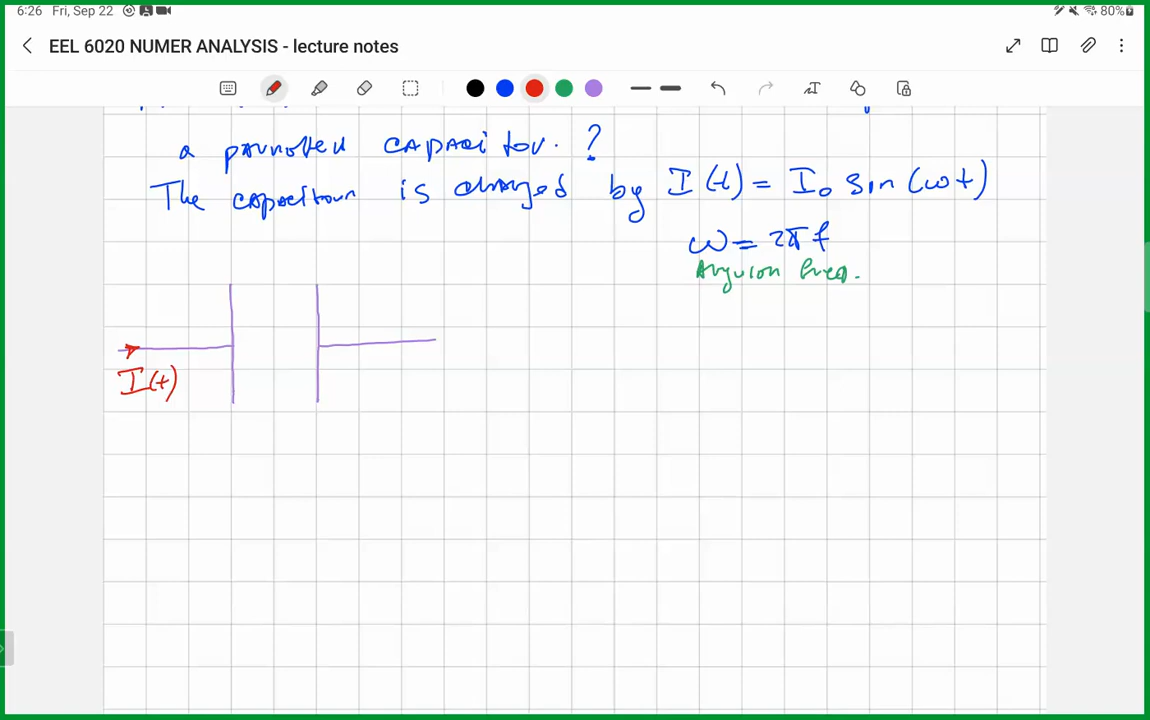 6:26 Fri, Sep 22
80%
EEL 6020 NUMER ANALYSIS - lecture notes
a parallel capacitor. ?
The capacitor is charged by I(t) = I₀ sin(ωt)
ω = 2πf
Angular freq.
I(t)